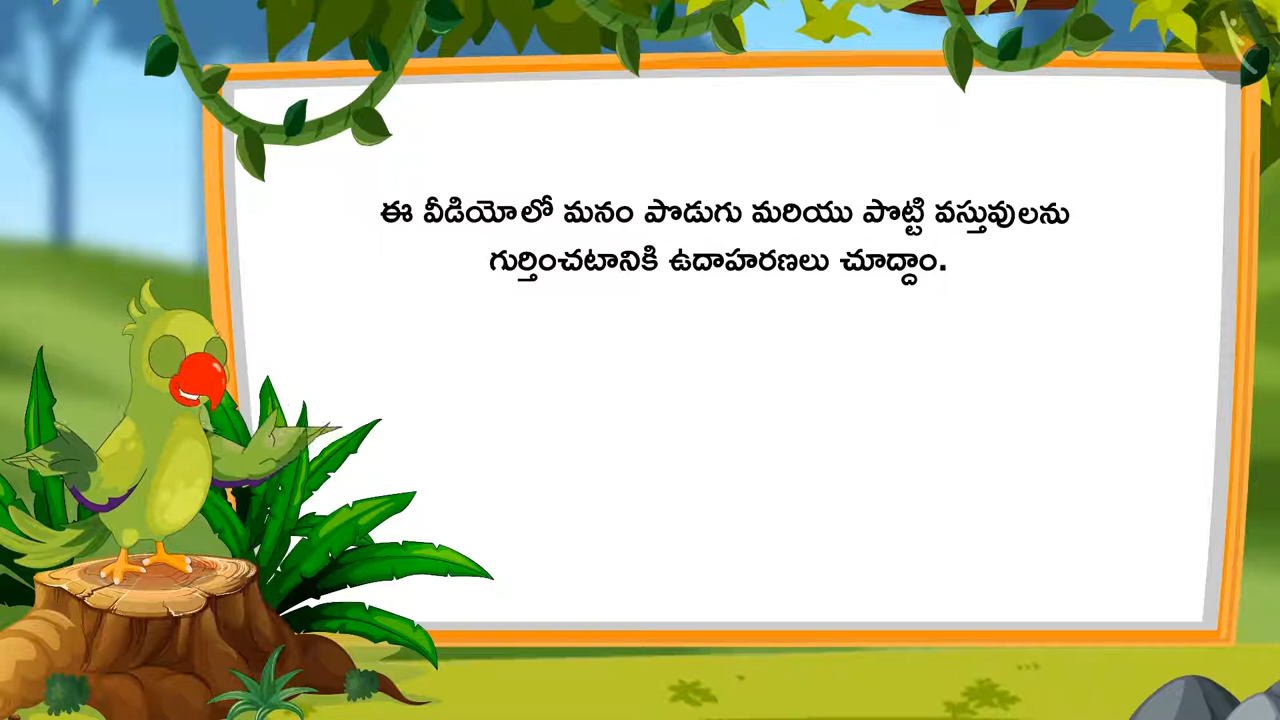 ఈ వీడియోలో మనం పొడుగు మరియు పొట్టి వస్తువులను
గుర్తించటానికి ఉదాహరణలు చూద్దాం.